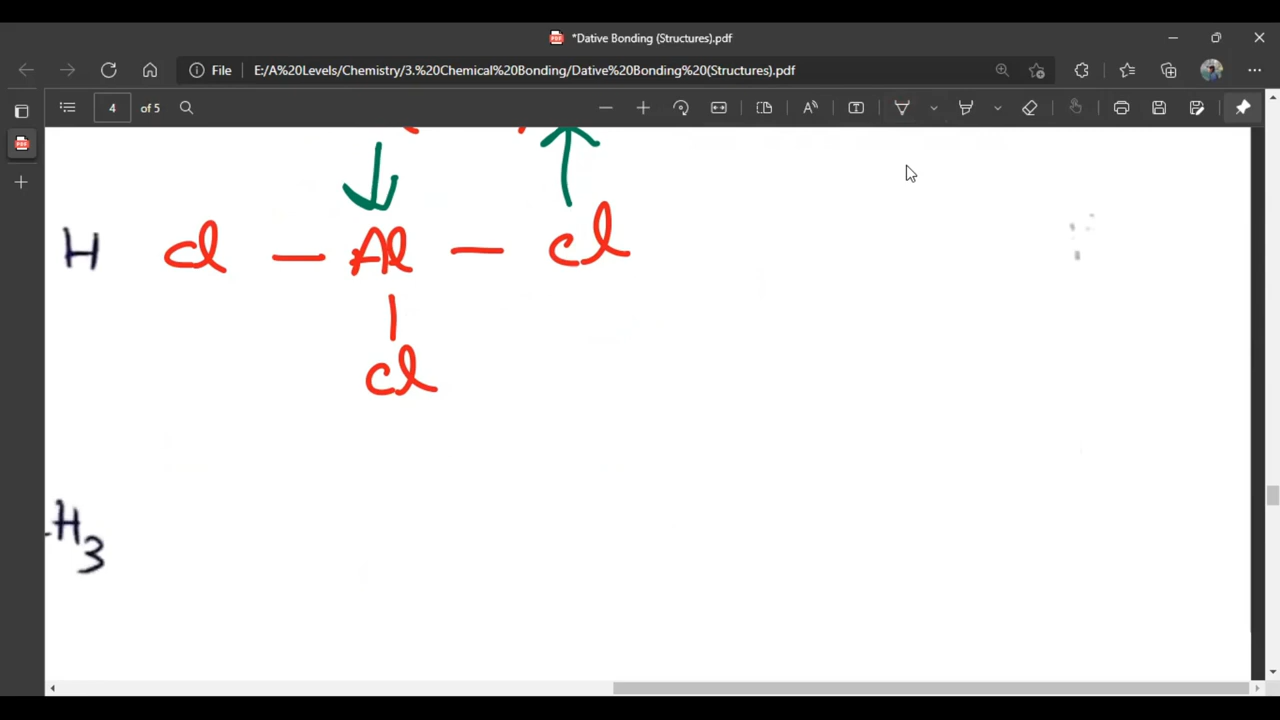 *Dative Bonding (Structures).pdf
File E:/A%20Levels/Chemistry/3.%20Chemical%20Bonding/Dative%20Bonding%20(Structures).pdf
4 of 5
H Cl — Al — Cl
Cl
H3